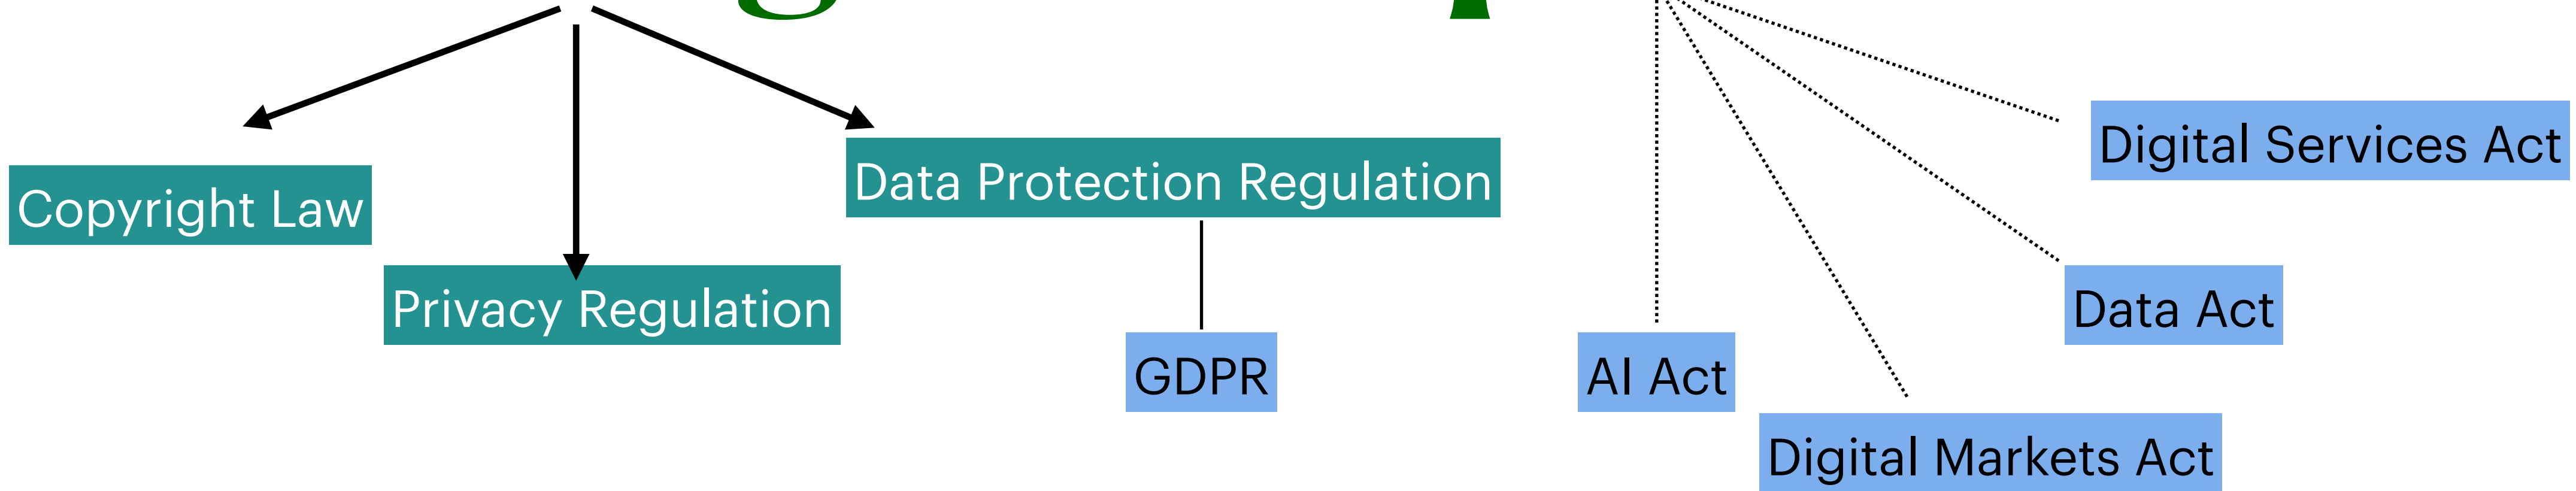 Digital Services Act
Data Protection Regulation
Copyright Law
Privacy Regulation
Data Act
GDPR
AI Act
Digital Markets Act